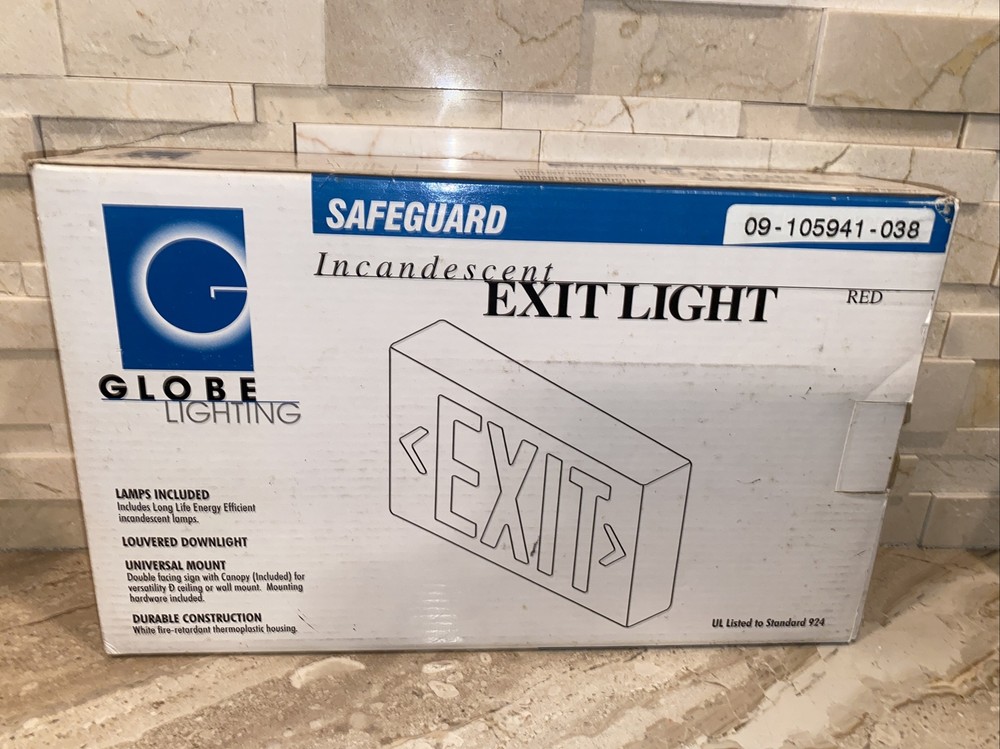 SAFEGUARD
09-105941-038
Incandescent
EXIT LIGHT
RED
GLOBE
LIGHTING
EXIT
LAMPS INCLUDED
Includes Long Life Energy Efficient
incandescent lamps.
LOUVERED DOWNLIGHT
UNIVERSAL MOUNT
Double facing sign with Canopy (Included) for
versatility Ð ceiling or wall mount. Mounting
hardware included.
DURABLE CONSTRUCTION
White fire-retardant thermoplastic housing.
UL Listed to Standard 924